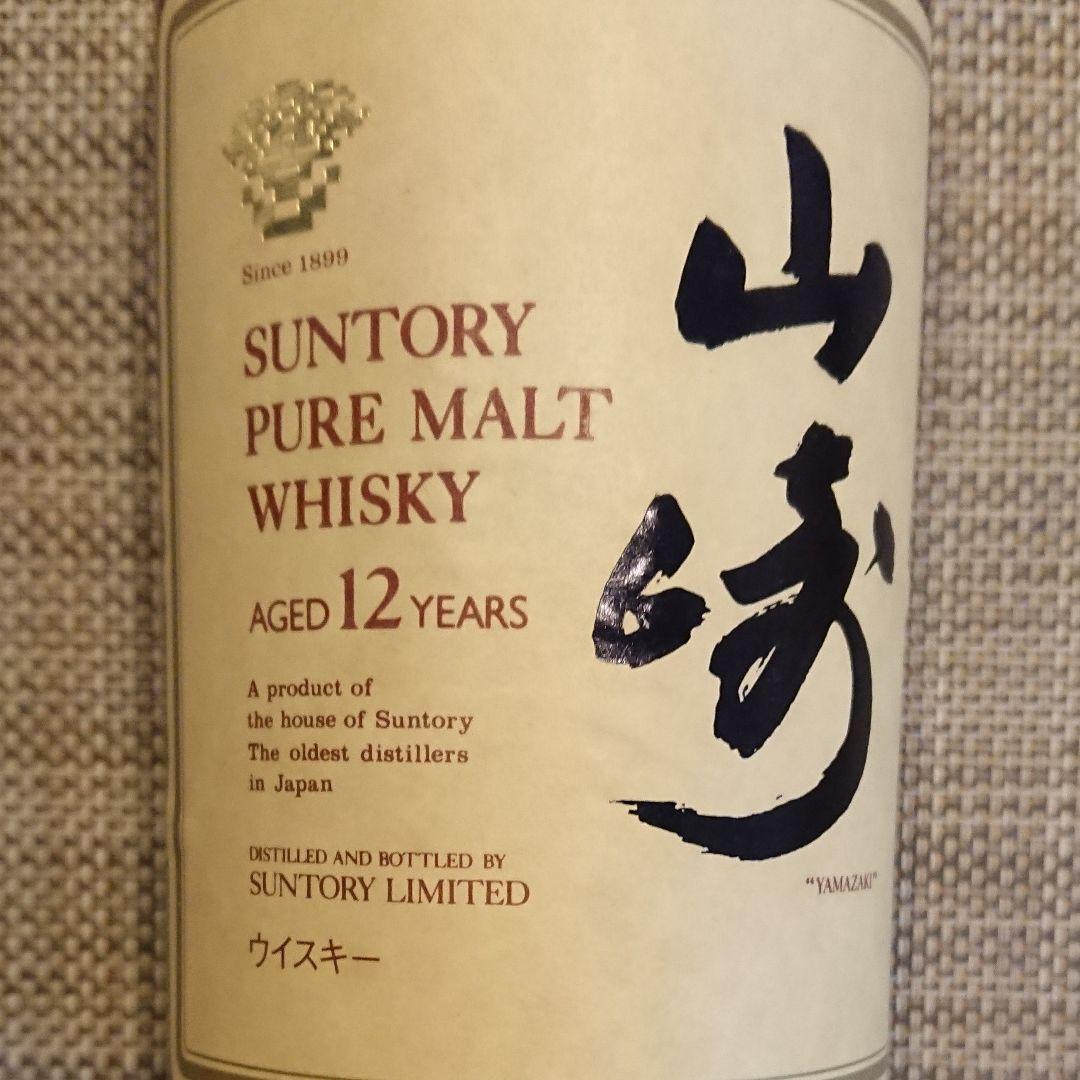 Since 1899
SUNTORY
PURE MALT
WHISKY
AGED 12 YEARS
A product of
the house of Suntory
The oldest distillers
in Japan
DISTILLED AND BOTTLED BY
SUNTORY LIMITED
ウイスキー
山崎
"YAMAZAKI"